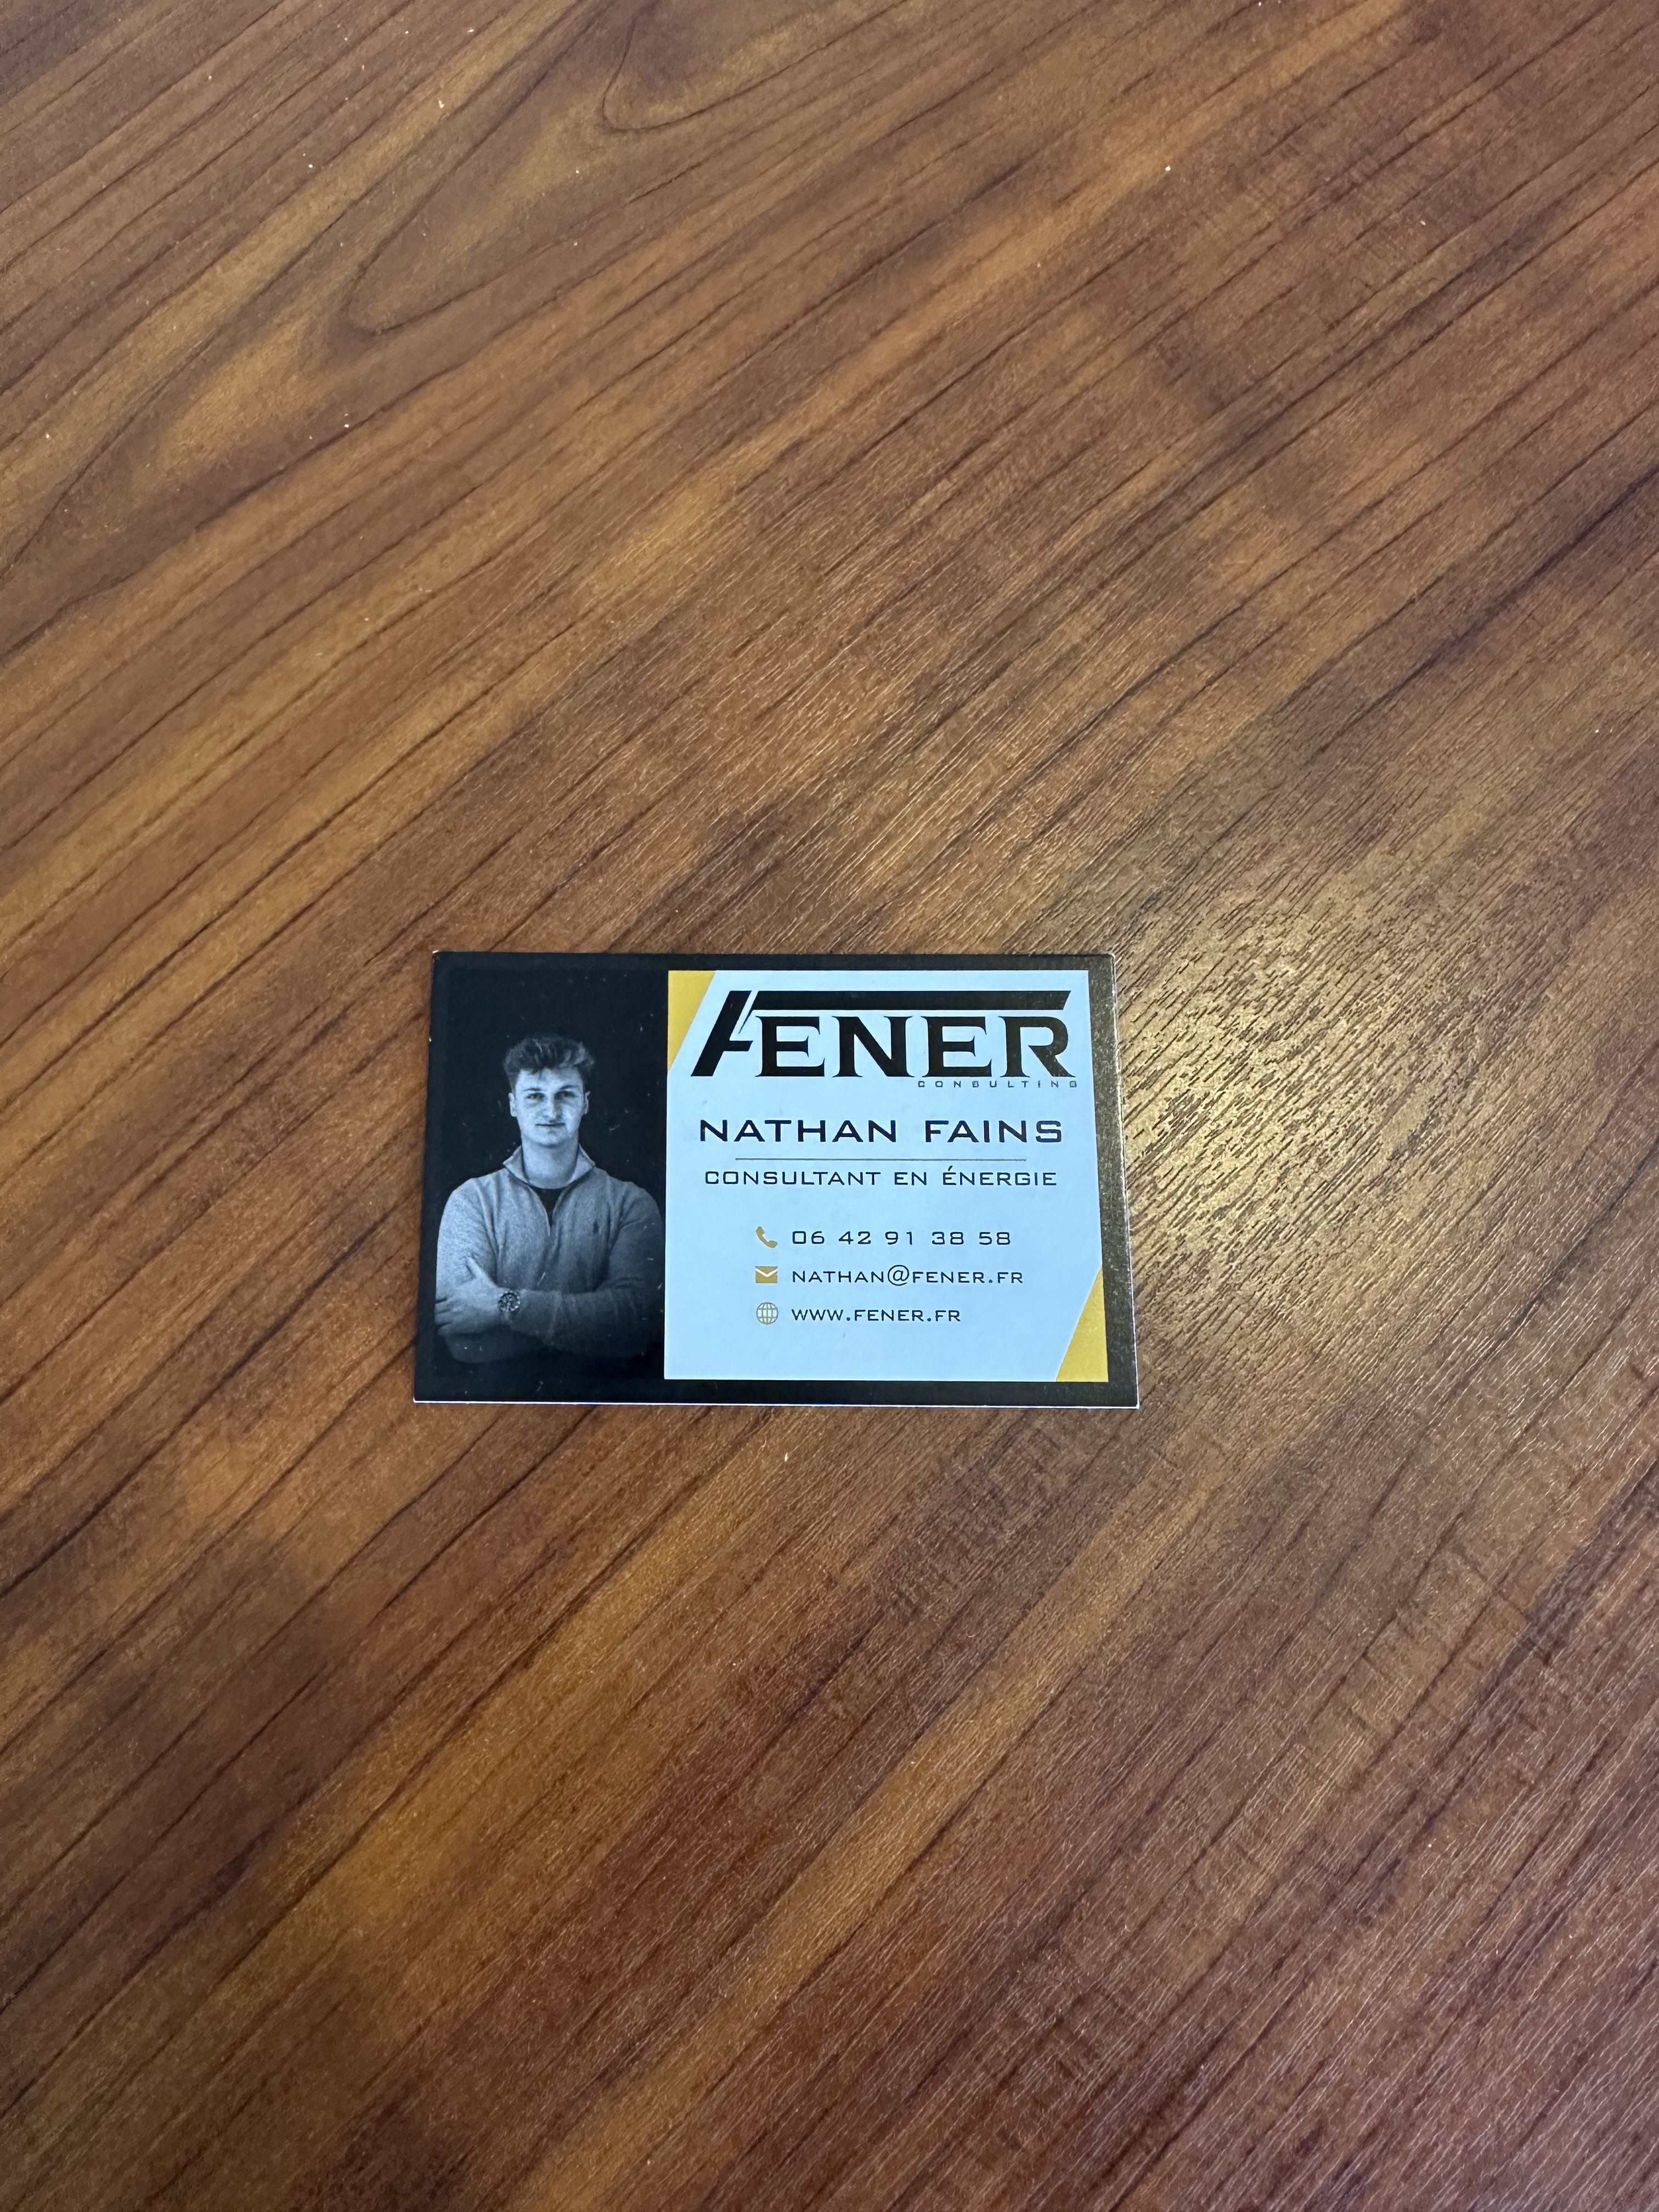 FENER
CONSULTING
NATHAN FAINS
CONSULTANT EN ÉNERGIE
06 42 91 38 58
NATHAN@FENER.FR
WWW.FENER.FR